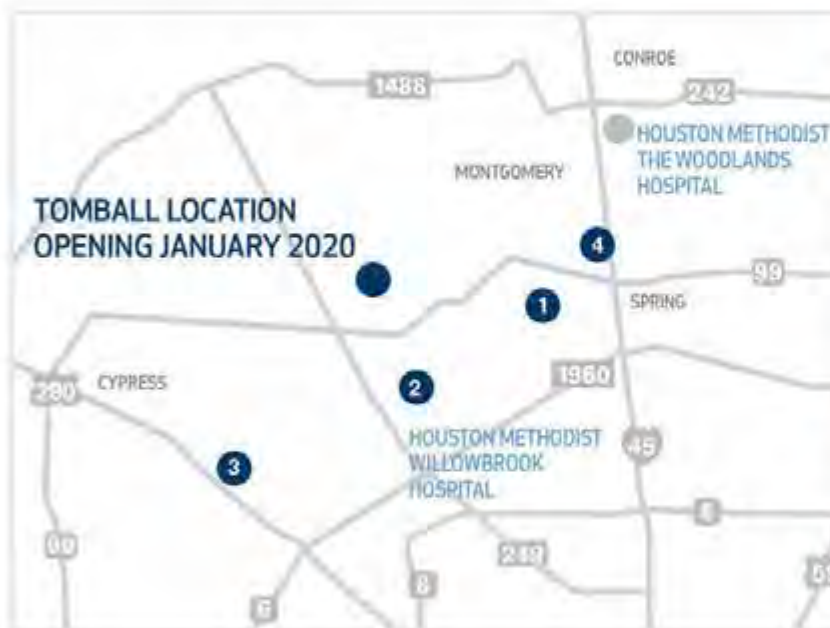 CONROE
1488
242
HOUSTON METHODIST
THE WOODLANDS
HOSPITAL
MONTGOMERY
TOMBALL LOCATION
OPENING JANUARY 2020
4
99
1
SPRING
1960
290
CYPRESS
2
HOUSTON METHODIST
WILLOWBROOK
HOSPITAL
45
3
99
249
8
6